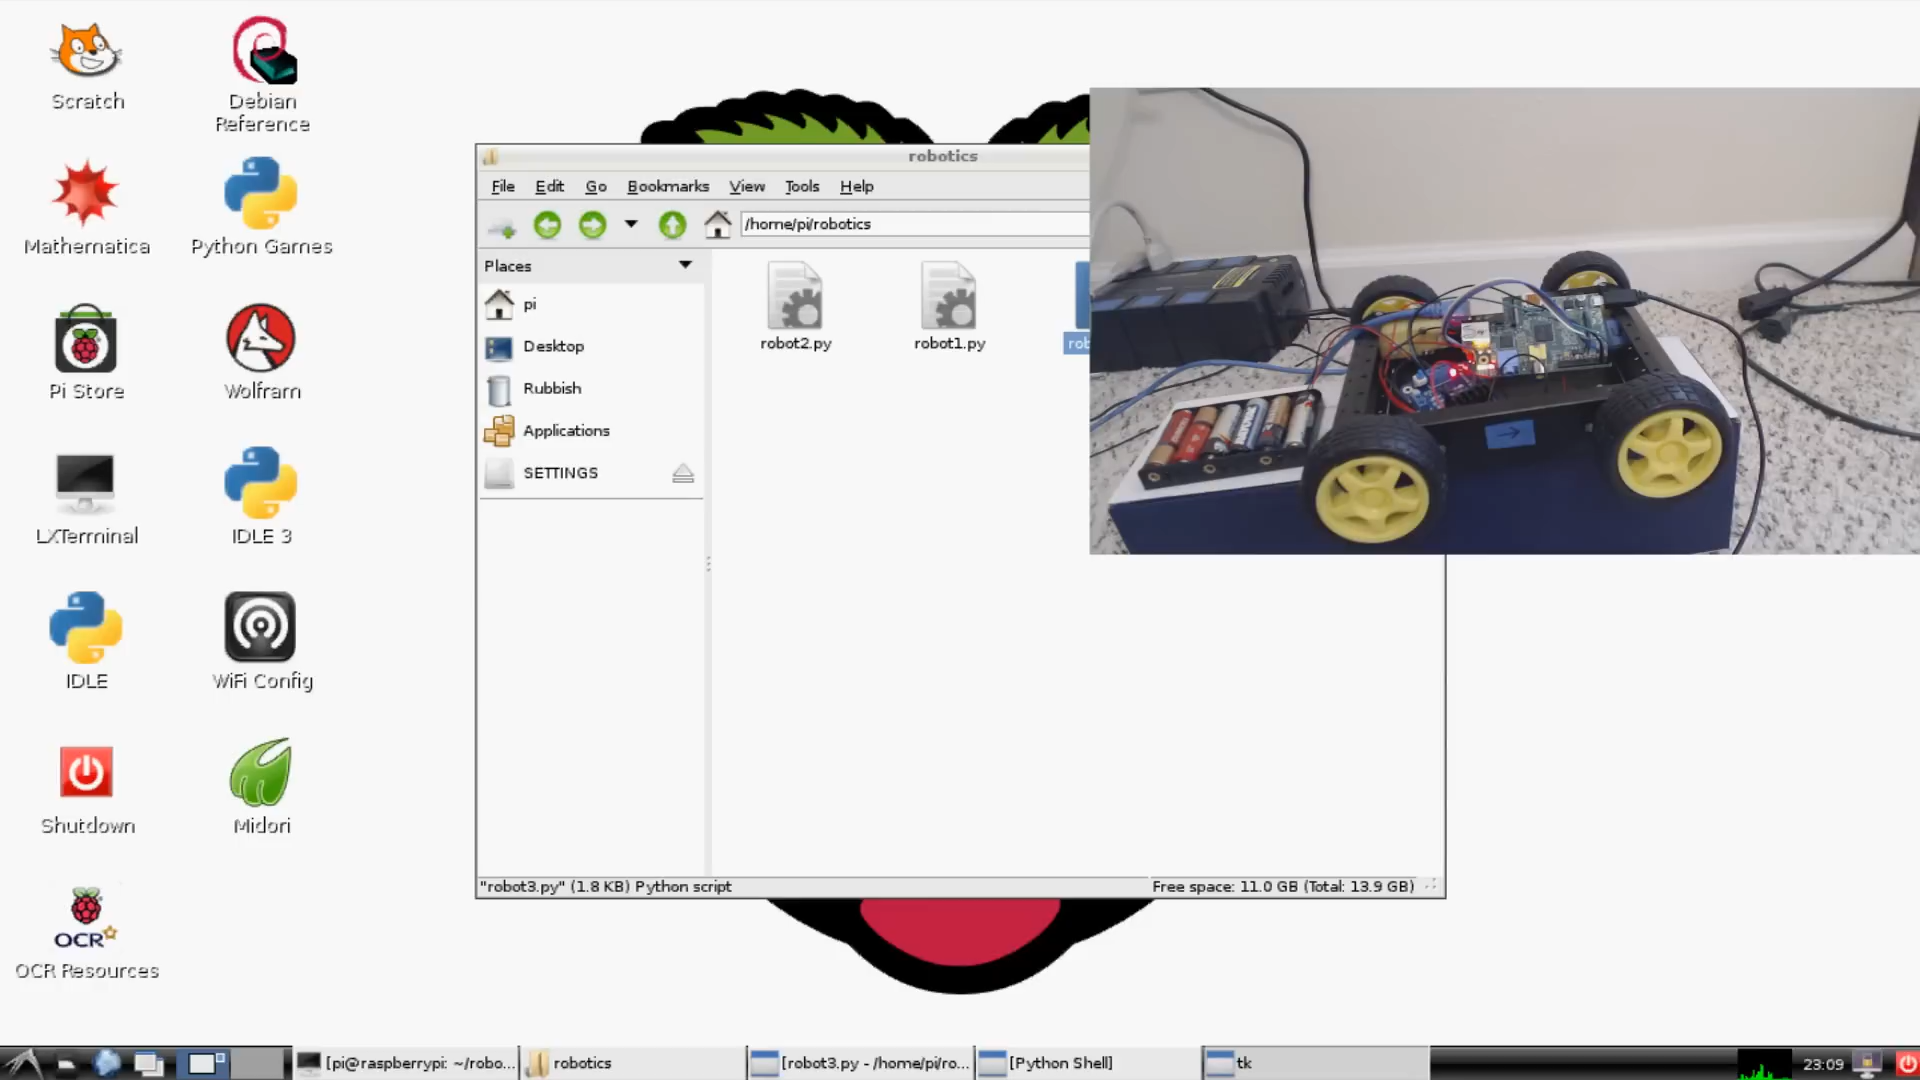 Scratch
Debian
Reference
Mathematica
Python Games
Pi Store
Wolfram
LXTerminal
IDLE 3
IDLE
WiFi Config
Shutdown
Midori
OCR
OCR Resources
robotics
File Edit Go Bookmarks View Tools Help
/home/pi/robotics
Places
pi
Desktop
Rubbish
Applications
SETTINGS
robot2.py
robot1.py
"robot3.py" (1.8 KB) Python script
Free space: 11.0 GB (Total: 13.9 GB)
[pi@raspberrypi: ~/robo...
robotics
[robot3.py - /home/pi/ro...
[Python Shell]
tk
23:09